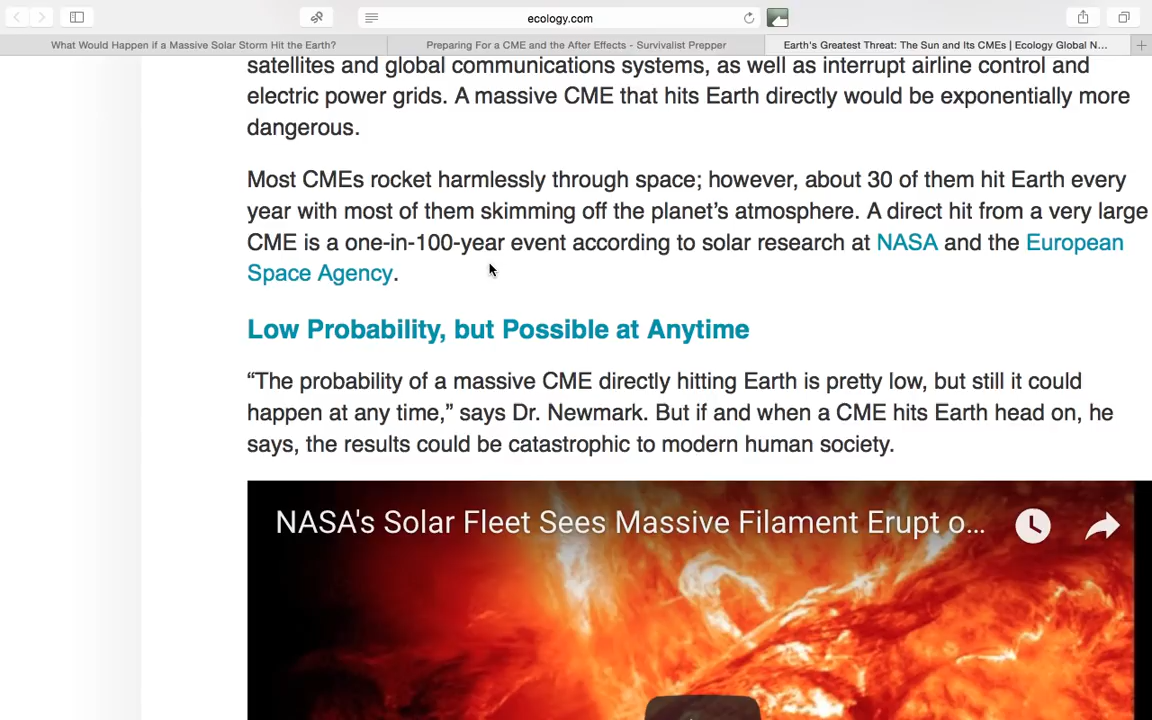 ecology.com
What Would Happen if a Massive Solar Storm Hit the Earth?
Preparing For a CME and the After Effects - Survivalist Prepper
Earth's Greatest Threat: The Sun and Its CMEs | Ecology Global N...
satellites and global communications systems, as well as interrupt airline control and
electric power grids. A massive CME that hits Earth directly would be exponentially more
dangerous.
Most CMEs rocket harmlessly through space; however, about 30 of them hit Earth every
year with most of them skimming off the planet’s atmosphere. A direct hit from a very large
CME is a one-in-100-year event according to solar research at NASA and the European
Space Agency.
Low Probability, but Possible at Anytime
“The probability of a massive CME directly hitting Earth is pretty low, but still it could
happen at any time,” says Dr. Newmark. But if and when a CME hits Earth head on, he
says, the results could be catastrophic to modern human society.
NASA's Solar Fleet Sees Massive Filament Erupt o...